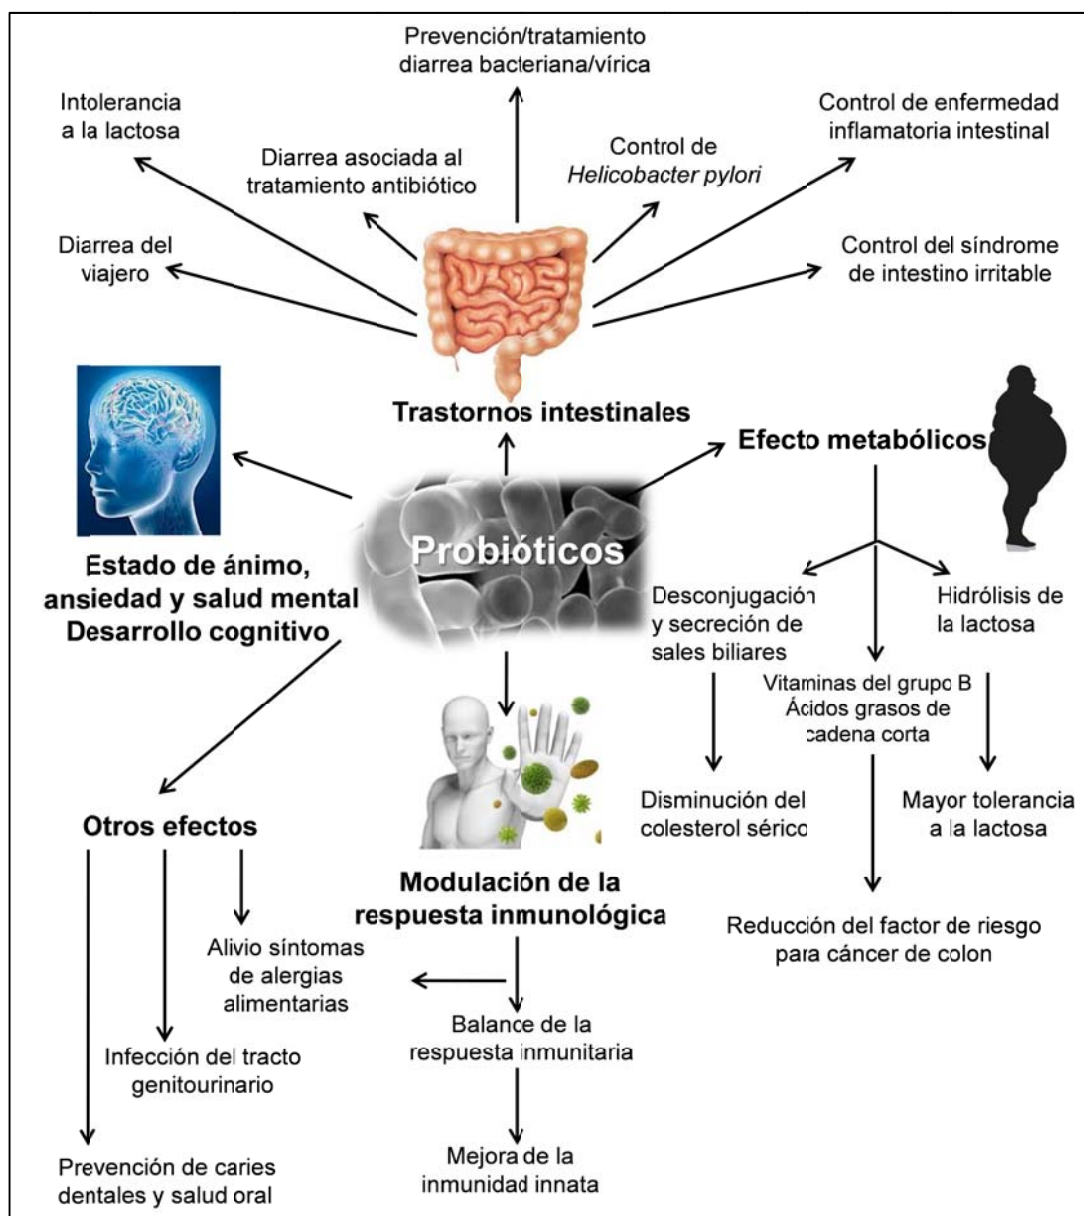 Prevención/tratamiento
diarrea bacteriana/vírica
Intolerancia
a la lactosa
Control de enfermedad
inflamatoria intestinal
Diarrea asociada al
tratamiento antibiótico
Control de
Helicobacter pylori
Diarrea del
viajero
Control del síndrome
de intestino irritable
Trastornos intestinales
Efecto metabólicos
Probióticos
Estado de ánimo,
ansiedad y salud mental
Desarrollo cognitivo
Desconjugación
y secreción de
sales biliares
Hidrólisis de
la lactosa
Vitaminas del grupo B
Ácidos grasos de
cadena corta
Disminución del
colesterol sérico
Mayor tolerancia
a la lactosa
Otros efectos
Modulación de la
respuesta inmunológica
Reducción del factor de riesgo
para cáncer de colon
Alivio síntomas
de alergias
alimentarias
Balance de la
respuesta inmunitaria
Infección del tracto
genitourinario
Mejora de la
inmunidad innata
Prevención de caries
dentales y salud oral